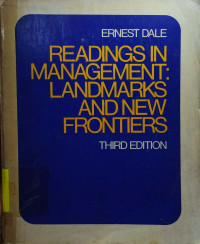 ERNEST DALE
READINGS IN
MANAGEMENT:
LANDMARKS
AND NEW
FRONTIERS
THIRD EDITION